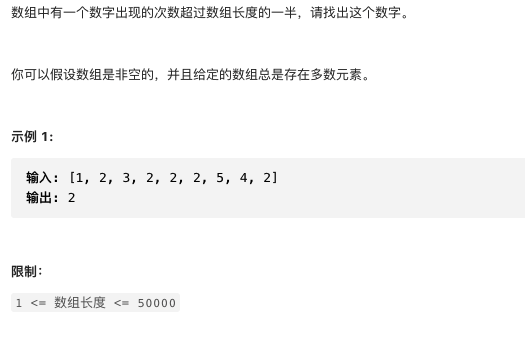 数组中有一个数字出现的次数超过数组长度的一半，请找出这个数字。
你可以假设数组是非空的，并且给定的数组总是存在多数元素。
示例 1:
输入: [1, 2, 3, 2, 2, 2, 5, 4, 2]
输出: 2
限制：
1 <= 数组长度 <= 50000